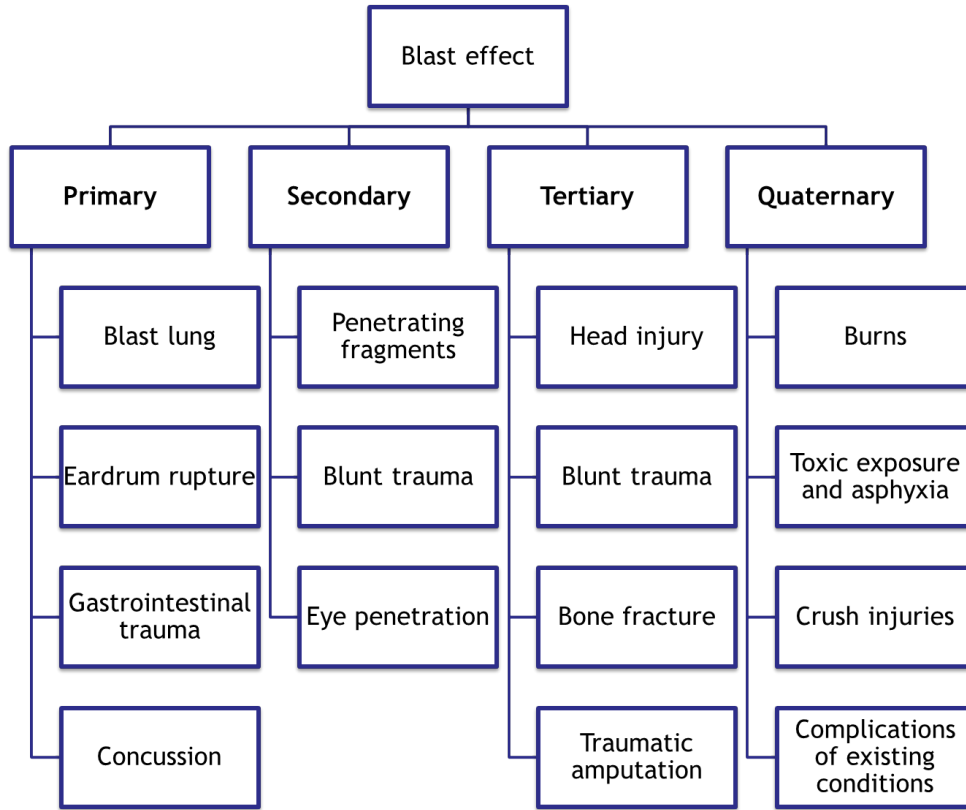 Blast effect
Primary
Secondary
Tertiary
Quaternary
Blast lung
Eardrum rupture
Gastrointestinal
trauma
Concussion
Penetrating
fragments
Blunt trauma
Eye penetration
Head injury
Blunt trauma
Bone fracture
Traumatic
amputation
Burns
Toxic exposure
and asphyxia
Crush injuries
Complications
of existing
conditions